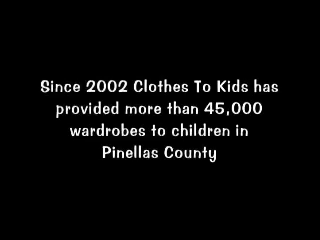 Since 2002 Clothes To Kids has
provided more than 45,000
wardrobes to children in
Pinellas County